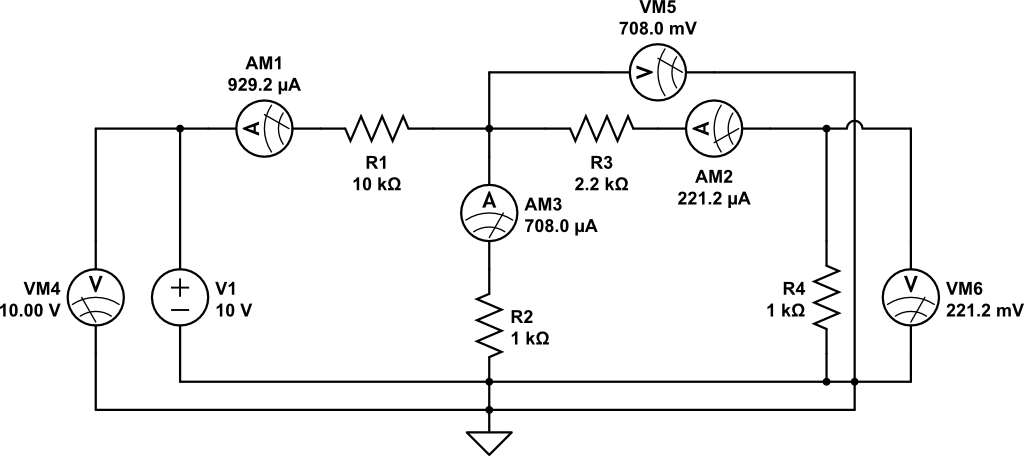 VM5
708.0 mV
AM1
929.2 µA
V
A
A
R1
10 kΩ
R3
2.2 kΩ
AM2
221.2 µA
A
AM3
708.0 µA
VM4
10.00 V
V
+
−
V1
10 V
R2
1 kΩ
R4
1 kΩ
V
VM6
221.2 mV